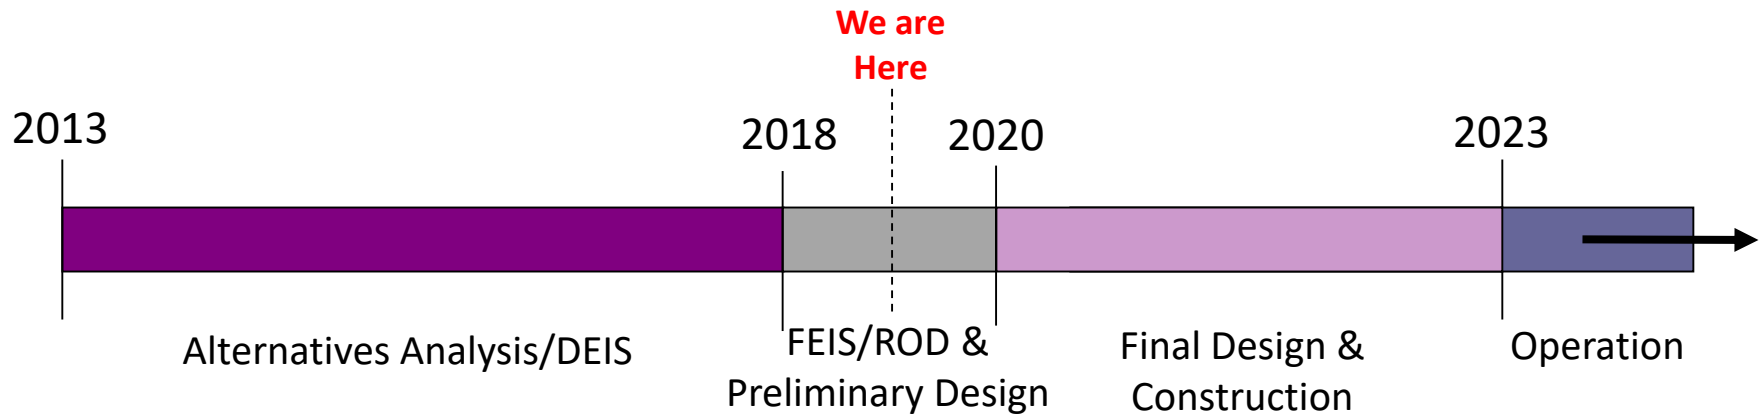 We are
Here
2013
2018
2020
2023
Alternatives Analysis/DEIS
FEIS/ROD &
Preliminary Design
Final Design &
Construction
Operation